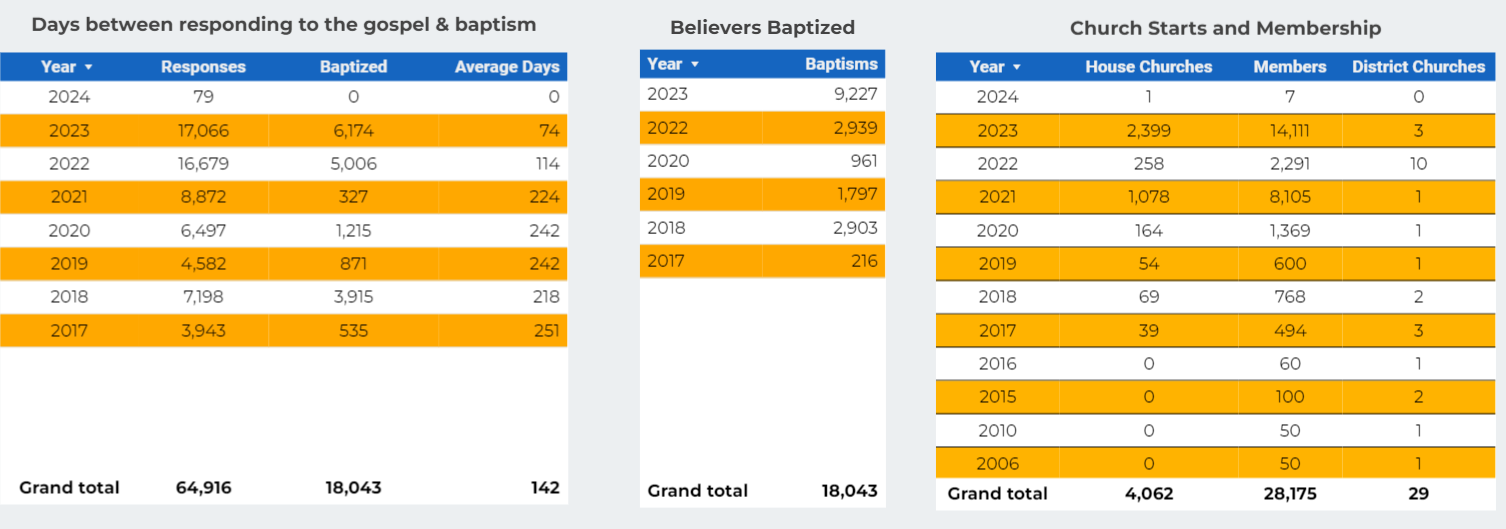 Days between responding to the gospel & baptism
Year Responses Baptized Average Days
2024 79 0 0
2023 17,066 6,174 74
2022 16,679 5,006 114
2021 8,872 327 224
2020 6,497 1,215 242
2019 4,582 871 242
2018 7,198 3,915 218
2017 3,943 535 251
Grand total 64,916 18,043 142
Believers Baptized
Year Baptisms
2023 9,227
2022 2,939
2020 961
2019 1,797
2018 2,903
2017 216
Grand total 18,043
Church Starts and Membership
Year House Churches Members District Churches
2024 1 7 0
2023 2,399 14,111 3
2022 258 2,291 10
2021 1,078 8,105 1
2020 164 1,369 1
2019 54 600 1
2018 69 768 2
2017 39 494 3
2016 0 60 1
2015 0 100 2
2010 0 50 1
2006 0 50 1
Grand total 4,062 28,175 29